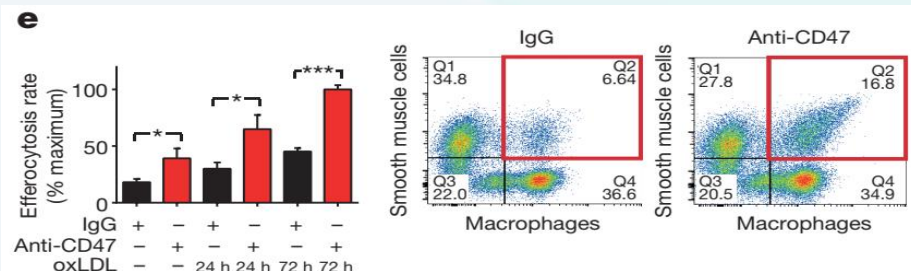 e
Efferocytosis rate
(% maximum)
100
50
0
*
*
***
IgG + – + – + –
Anti-CD47 – + – + – +
oxLDL – – 24 h 24 h 72 h 72 h
IgG
Smooth muscle cells
Q1
34.8
Q2
6.64
Q3
22.0
Q4
36.6
Macrophages
Anti-CD47
Smooth muscle cells
Q1
27.8
Q2
16.8
Q3
20.5
Q4
34.9
Macrophages